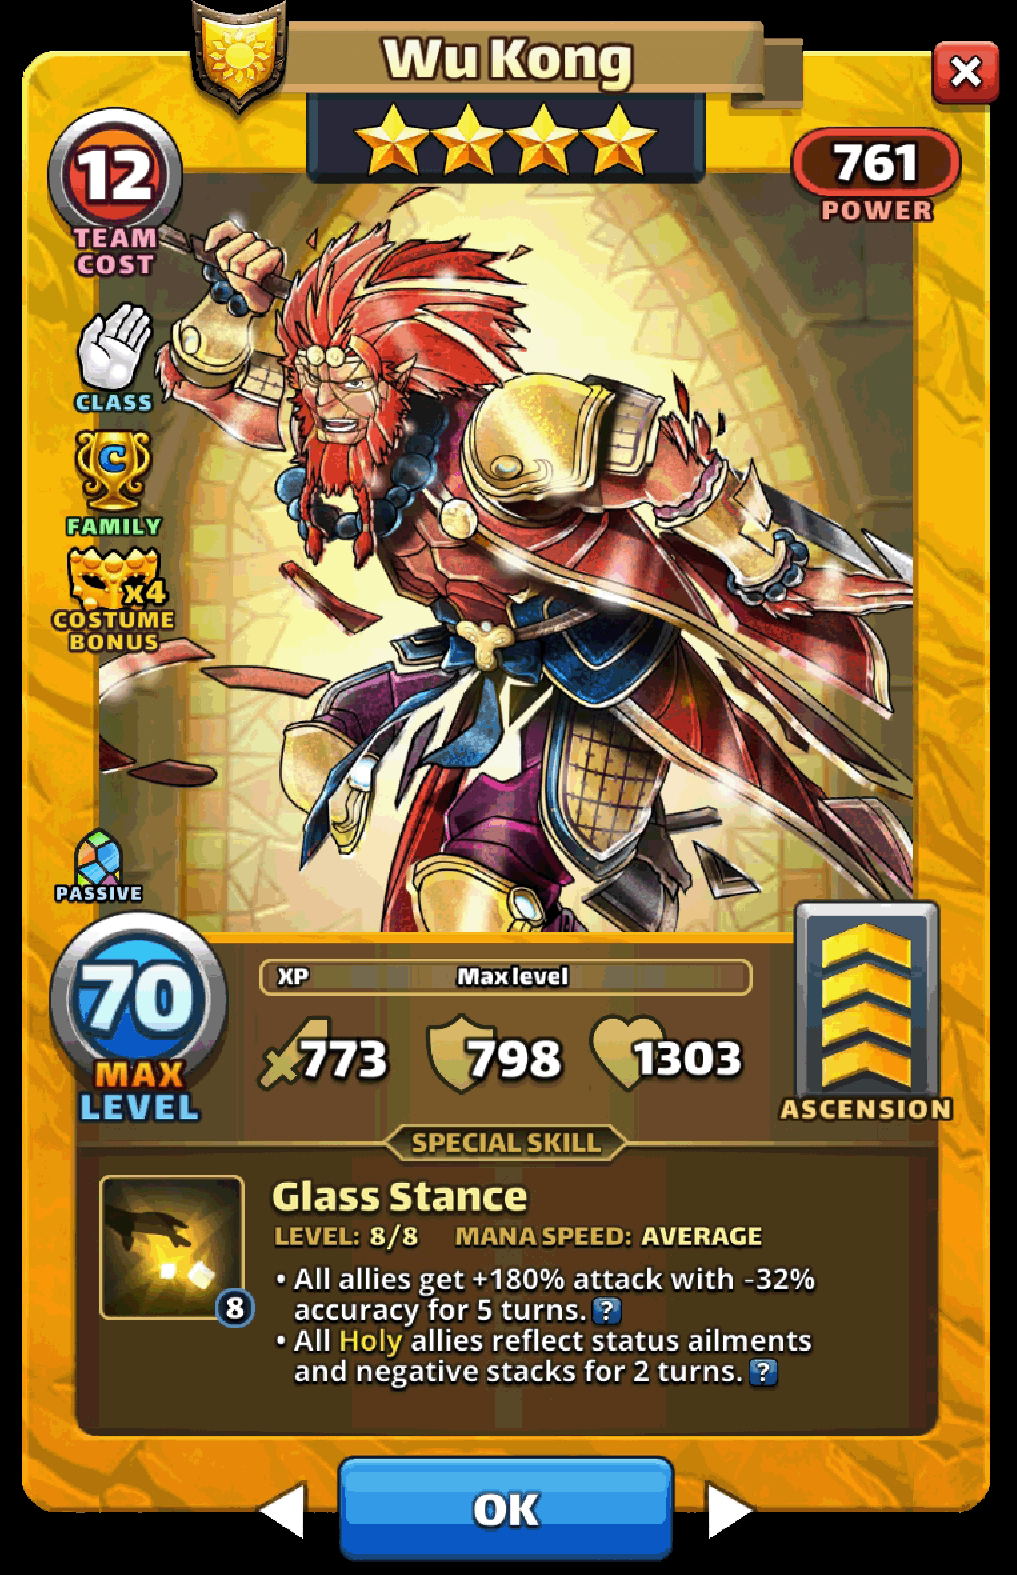 Wu Kong
12
TEAM
COST
761
POWER
CLASS
C
FAMILY
x4
COSTUME
BONUS
PASSIVE
70
MAX
LEVEL
XP
Max level
773
798
1303
ASCENSION
SPECIAL SKILL
Glass Stance
LEVEL: 8/8 MANA SPEED: AVERAGE
8
• All allies get +180% attack with -32%
accuracy for 5 turns. ?
• All Holy allies reflect status ailments
and negative stacks for 2 turns. ?
OK